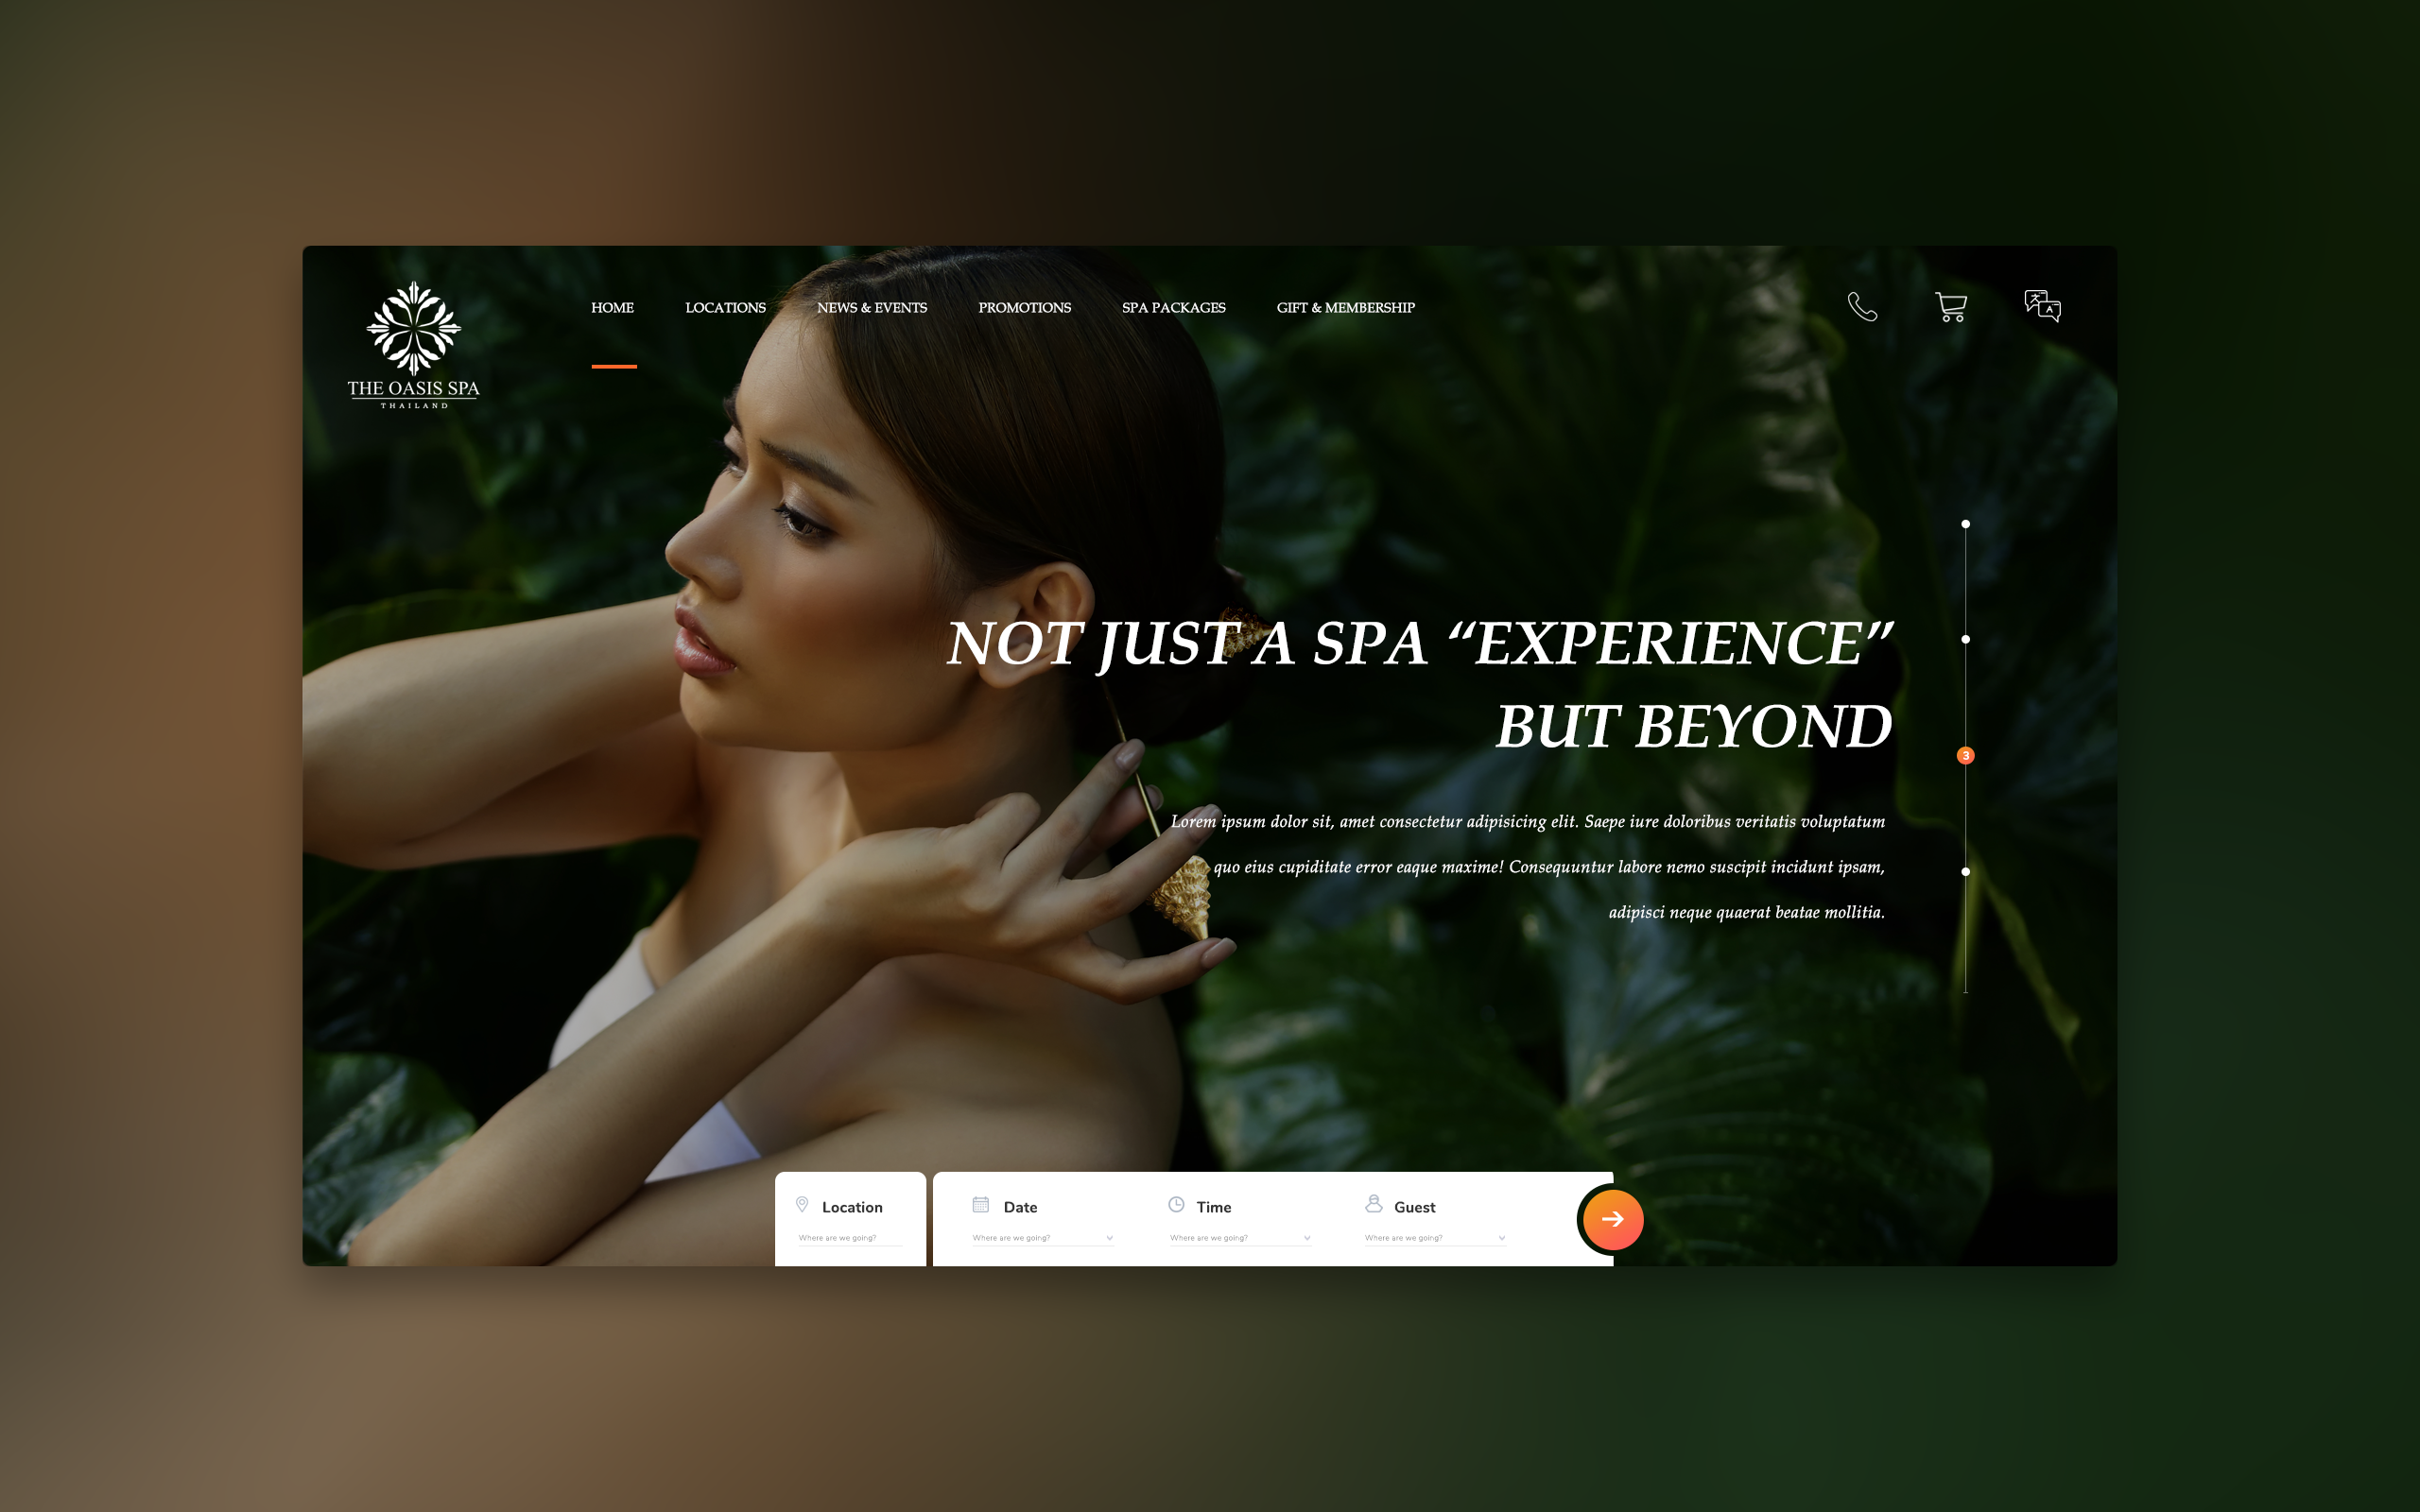 THE OASIS SPA
THAILAND
HOME
LOCATIONS
NEWS & EVENTS
PROMOTIONS
SPA PACKAGES
GIFT & MEMBERSHIP
文
A
NOT JUST A SPA “EXPERIENCE”
BUT BEYOND
3
Lorem ipsum dolor sit, amet consectetur adipisicing elit. Saepe iure doloribus veritatis voluptatum
quo eius cupiditate error eaque maxime! Consequuntur labore nemo suscipit incidunt ipsam,
adipisci neque quaerat beatae mollitia.
Location
Where are we going?
Date
Where are we going?
Time
Where are we going?
Guest
Where are we going?